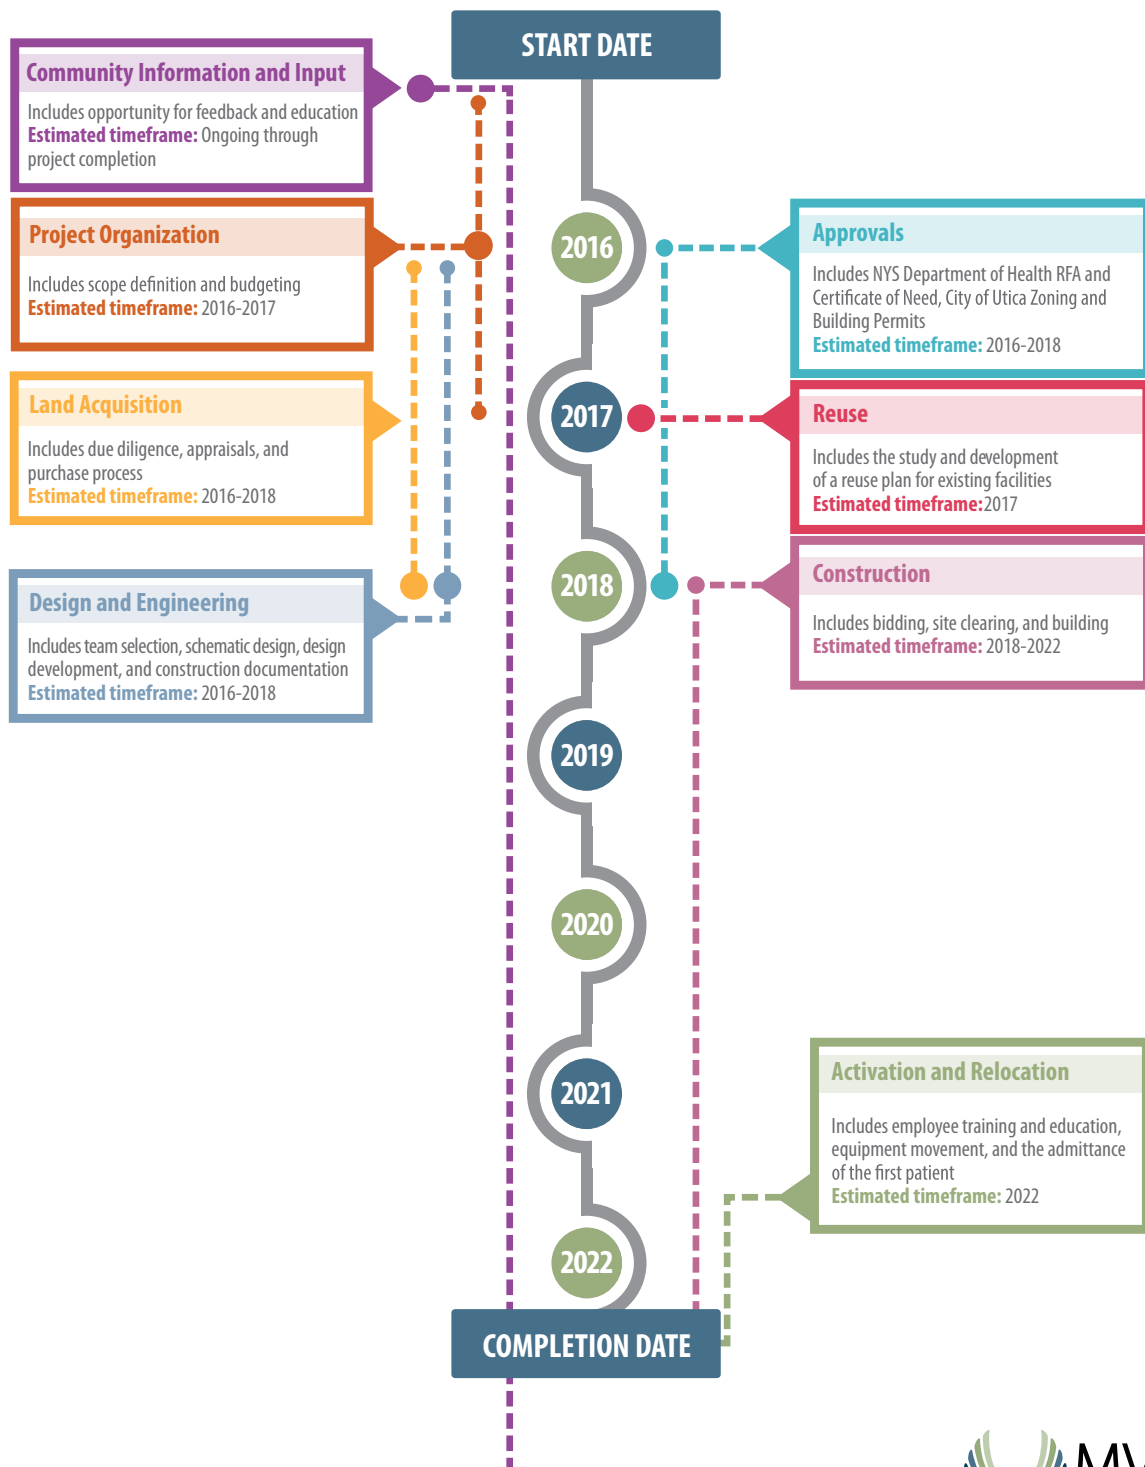 START DATE
Community Information and Input
Includes opportunity for feedback and education
Estimated timeframe: Ongoing through
project completion
Project Organization
Includes scope definition and budgeting
Estimated timeframe: 2016-2017
Land Acquisition
Includes due diligence, appraisals, and
purchase process
Estimated timeframe: 2016-2018
Design and Engineering
Includes team selection, schematic design, design
development, and construction documentation
Estimated timeframe: 2016-2018
2016
2017
2018
2019
2020
2021
2022
Approvals
Includes NYS Department of Health RFA and
Certificate of Need, City of Utica Zoning and
Building Permits
Estimated timeframe: 2016-2018
Reuse
Includes the study and development
of a reuse plan for existing facilities
Estimated timeframe:2017
Construction
Includes bidding, site clearing, and building
Estimated timeframe: 2018-2022
Activation and Relocation
Includes employee training and education,
equipment movement, and the admittance
of the first patient
Estimated timeframe: 2022
COMPLETION DATE